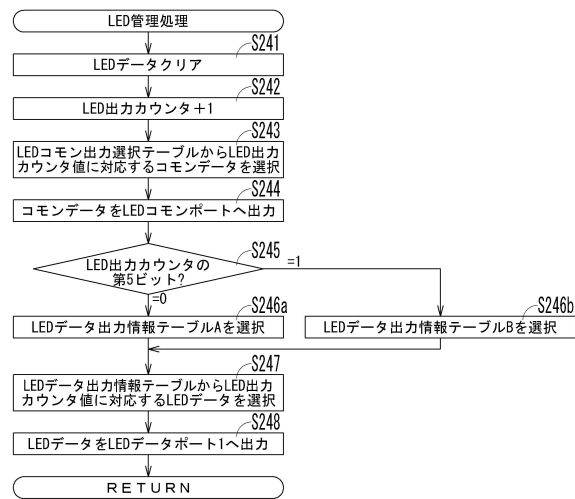 LED管理処理
S241
LEDデータクリア
S242
LED出力カウンタ+1
S243
LEDコモン出力選択テーブルからLED出力
カウンタ値に対応するコモンデータを選択
S244
コモンデータをLEDコモンポートへ出力
S245
LED出力カウンタの
第5ビット?
=1
=0
S246a
LEDデータ出力情報テーブルAを選択
S246b
LEDデータ出力情報テーブルBを選択
S247
LEDデータ出力情報テーブルからLED出力
カウンタ値に対応するLEDデータを選択
S248
LEDデータをLEDデータポート1へ出力
RETURN